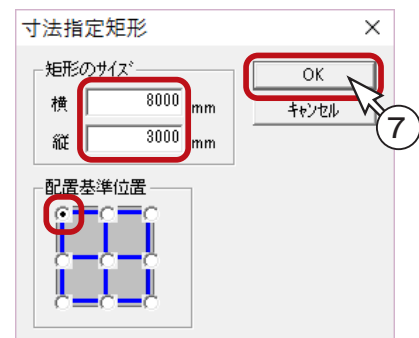 寸法指定矩形 ×
矩形のサイズ
横 8000 mm
縦 3000 mm
OK
キャンセル
7
配置基準位置